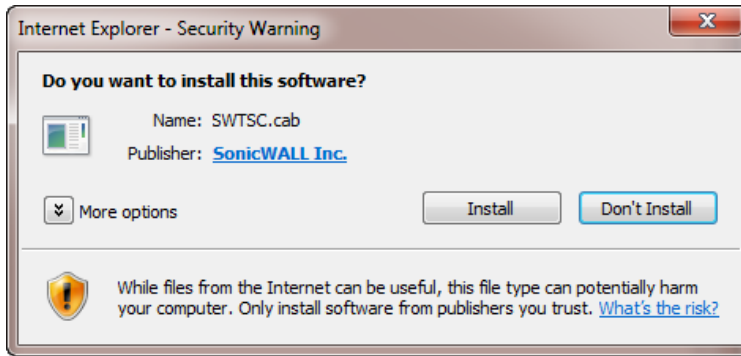 Internet Explorer - Security Warning
Do you want to install this software?
Name: SWTSC.cab
Publisher: SonicWALL Inc.
More options
Install
Don't Install
While files from the Internet can be useful, this file type can potentially harm
your computer. Only install software from publishers you trust. What's the risk?